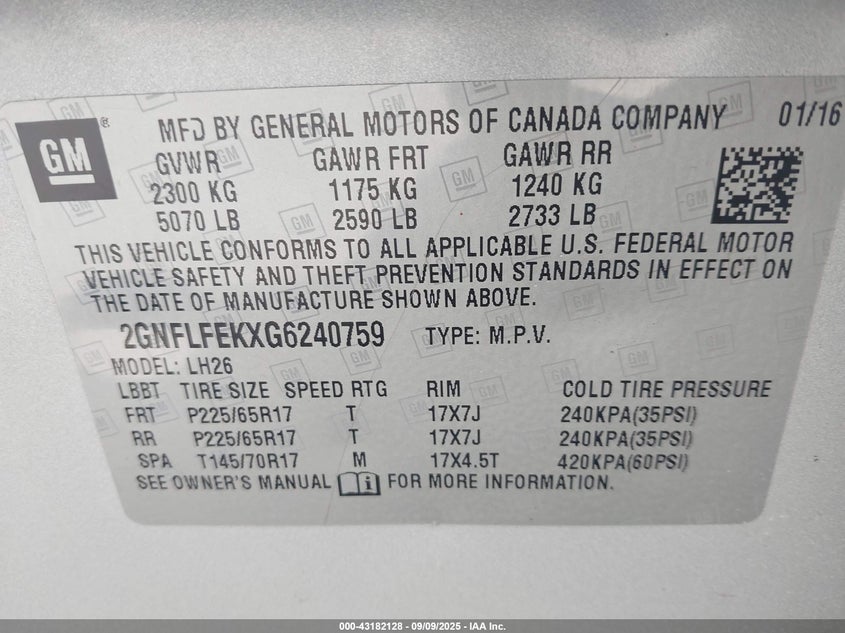 GM ® MFD BY GENERAL MOTORS OF CANADA COMPANY 01/16
GVWR GAWR FRT GAWR RR
2300 KG 1175 KG 1240 KG
5070 LB 2590 LB 2733 LB
THIS VEHICLE CONFORMS TO ALL APPLICABLE U.S. FEDERAL MOTOR
VEHICLE SAFETY AND THEFT PREVENTION STANDARDS IN EFFECT ON
THE DATE OF MANUFACTURE SHOWN ABOVE.
2GNFLFEKXG6240759 TYPE: M.P.V.
MODEL: LH26
LBBT TIRE SIZE SPEED RTG RIM COLD TIRE PRESSURE
FRT P225/65R17 T 17X7J 240KPA(35PSI)
RR P225/65R17 T 17X7J 240KPA(35PSI)
SPA T145/70R17 M 17X4.5T 420KPA(60PSI)
SEE OWNER'S MANUAL i FOR MORE INFORMATION.
000-43182128 - 09/09/2025 - IAA Inc.